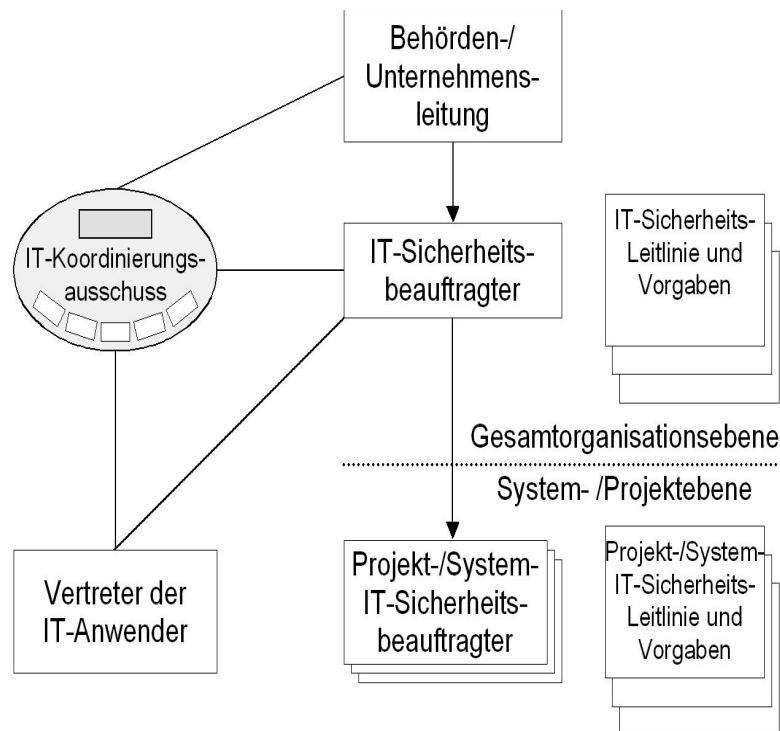 Behörden-/
Unternehmens-
leitung
IT-Koordinierungs-
ausschuss
IT-Sicherheits-
beauftragter
IT-Sicherheits-
Leitlinie und
Vorgaben
Gesamtorganisationsebene
System- /Projektebene
Vertreter der
IT-Anwender
Projekt-/System-
IT-Sicherheits-
beauftragter
Projekt-/System-
IT-Sicherheits-
Leitlinie und
Vorgaben